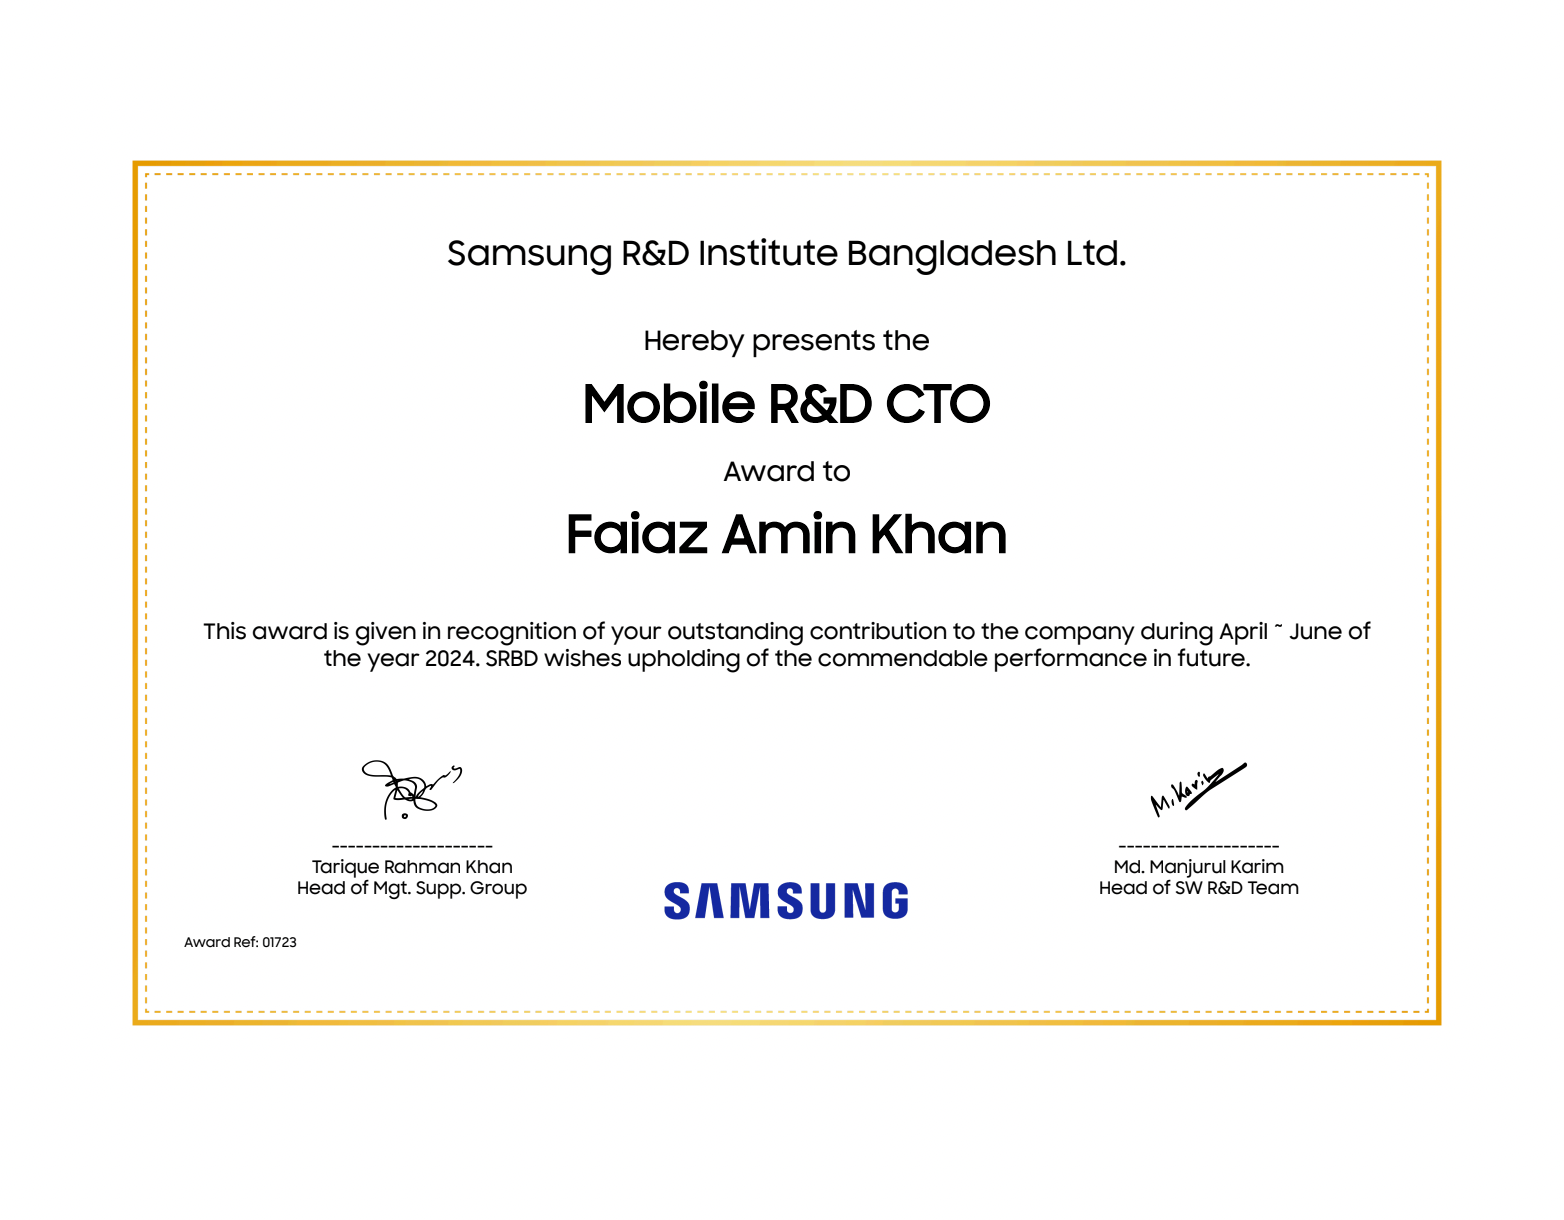 Samsung R&D Institute Bangladesh Ltd.
Hereby presents the
Mobile R&D CTO
Award to
Faiaz Amin Khan
This award is given in recognition of your outstanding contribution to the company during April ~ June of
the year 2024. SRBD wishes upholding of the commendable performance in future.
M. Karim
--------------------
Tarique Rahman Khan
Head of Mgt. Supp. Group
--------------------
Md. Manjurul Karim
Head of SW R&D Team
SAMSUNG
Award Ref: 01723